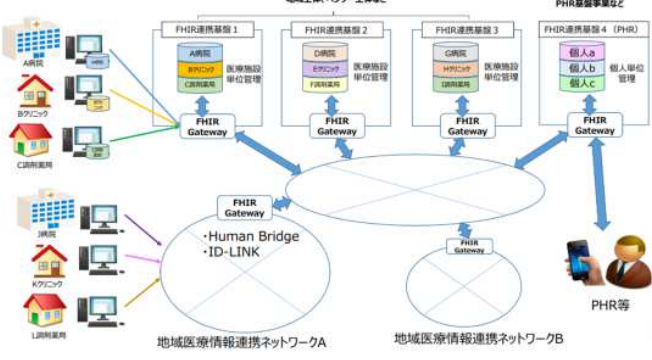 PHR基盤事業など
FHIR連携基盤1
FHIR連携基盤2
FHIR連携基盤3
FHIR連携基盤4（PHR）
A病院
A病院
Bクリニック
C調剤薬局
医療施設
単位管理
D病院
Eクリニック
F調剤薬局
医療施設
単位管理
G病院
Hクリニック
I調剤薬局
医療施設
単位管理
個人a
個人b
個人c
個人単位
管理
Bクリニック
C調剤薬局
FHIR
Gateway
FHIR
Gateway
FHIR
Gateway
FHIR
Gateway
J病院
Kクリニック
L調剤薬局
FHIR
Gateway
・Human Bridge
・ID-LINK
FHIR
Gateway
PHR等
地域医療情報連携ネットワークA
地域医療情報連携ネットワークB